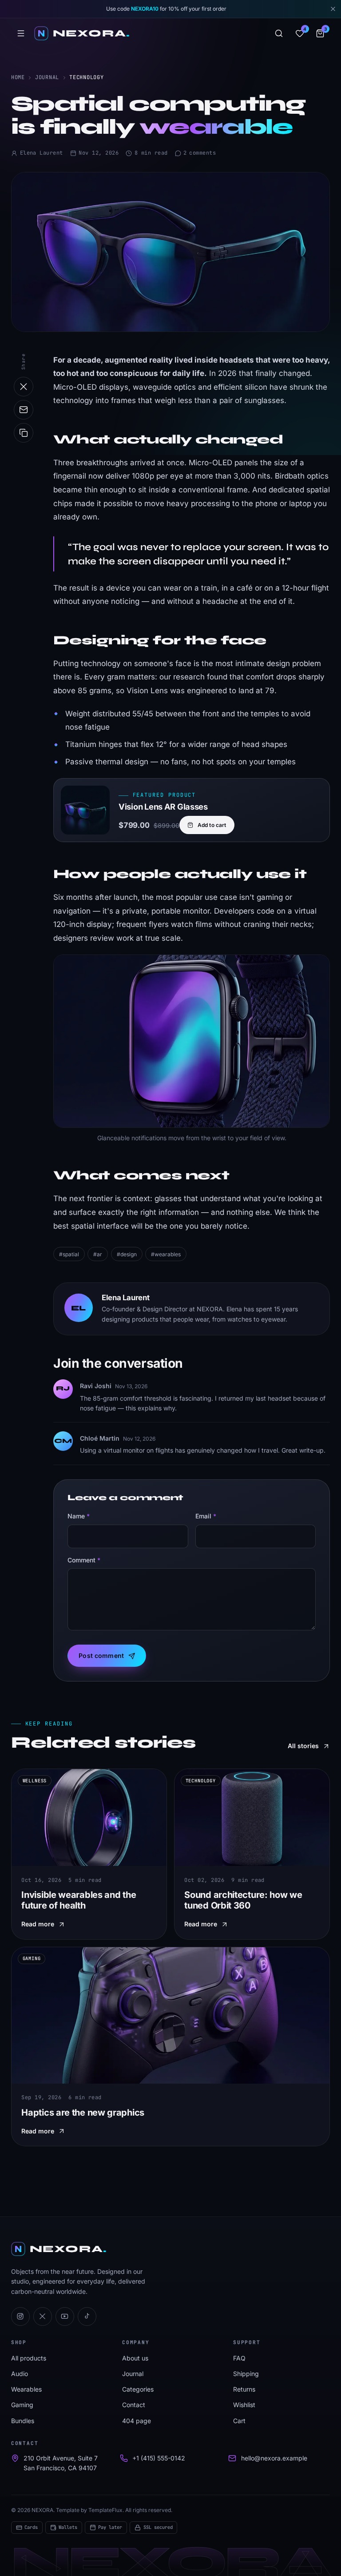 Use code NEXORA10 for 10% off your first order
N NEXORA.
4
3
HOME › JOURNAL › TECHNOLOGY
Spatial computing
is finally wearable
Elena Laurent
Nov 12, 2026
8 min read
2 comments
Share
For a decade, augmented reality lived inside headsets that were too heavy,
too hot and too conspicuous for daily life. In 2026 that finally changed.
Micro-OLED displays, waveguide optics and efficient silicon have shrunk the
technology into frames that weigh less than a pair of sunglasses.
What actually changed
Three breakthroughs arrived at once. Micro-OLED panels the size of a
fingernail now deliver 1080p per eye at more than 3,000 nits. Birdbath optics
became thin enough to sit inside a conventional frame. And dedicated spatial
chips made it possible to move heavy processing to the phone or laptop you
already own.
“The goal was never to replace your screen. It was to
make the screen disappear until you need it.”
The result is a device you can wear on a train, in a café or on a 12-hour flight
without anyone noticing — and without a headache at the end of it.
Designing for the face
Putting technology on someone's face is the most intimate design problem
there is. Every gram matters: our research found that comfort drops sharply
above 85 grams, so Vision Lens was engineered to land at 79.
• Weight distributed 55/45 between the front and the temples to avoid
nose fatigue
• Titanium hinges that flex 12° for a wider range of head shapes
• Passive thermal design — no fans, no hot spots on your temples
FEATURED PRODUCT
Vision Lens AR Glasses
$799.00 $899.00 Add to cart
How people actually use it
Six months after launch, the most popular use case isn't gaming or
navigation — it's a private, portable monitor. Developers code on a virtual
120-inch display; frequent flyers watch films without craning their necks;
designers review work at true scale.
Glanceable notifications move from the wrist to your field of view.
What comes next
The next frontier is context: glasses that understand what you're looking at
and surface exactly the right information — and nothing else. We think the
best spatial interface will be the one you barely notice.
#spatial
#ar
#design
#wearables
EL
Elena Laurent
Co-founder & Design Director at NEXORA. Elena has spent 15 years
designing products that people wear, from watches to eyewear.
Join the conversation
RJ
Ravi Joshi Nov 13, 2026
The 85-gram comfort threshold is fascinating. I returned my last headset because of
nose fatigue — this explains why.
CM
Chloé Martin Nov 12, 2026
Using a virtual monitor on flights has genuinely changed how I travel. Great write-up.
Leave a comment
Name *
Email *
Comment *
Post comment
KEEP READING
Related stories
All stories
WELLNESS
Oct 16, 2026 5 min read
Invisible wearables and the
future of health
Read more
TECHNOLOGY
Oct 02, 2026 9 min read
Sound architecture: how we
tuned Orbit 360
Read more
GAMING
Y
X
B
A
Sep 19, 2026 6 min read
Haptics are the new graphics
Read more
N NEXORA.
Objects from the near future. Designed in our
studio, engineered for everyday life, delivered
carbon-neutral worldwide.
SHOP
All products
Audio
Wearables
Gaming
Bundles
COMPANY
About us
Journal
Categories
Contact
404 page
SUPPORT
FAQ
Shipping
Returns
Wishlist
Cart
CONTACT
210 Orbit Avenue, Suite 7
San Francisco, CA 94107
+1 (415) 555-0142
hello@nexora.example
© 2026 NEXORA. Template by TemplateFlux. All rights reserved.
Cards
Wallets
Pay later
SSL secured
NEXORA